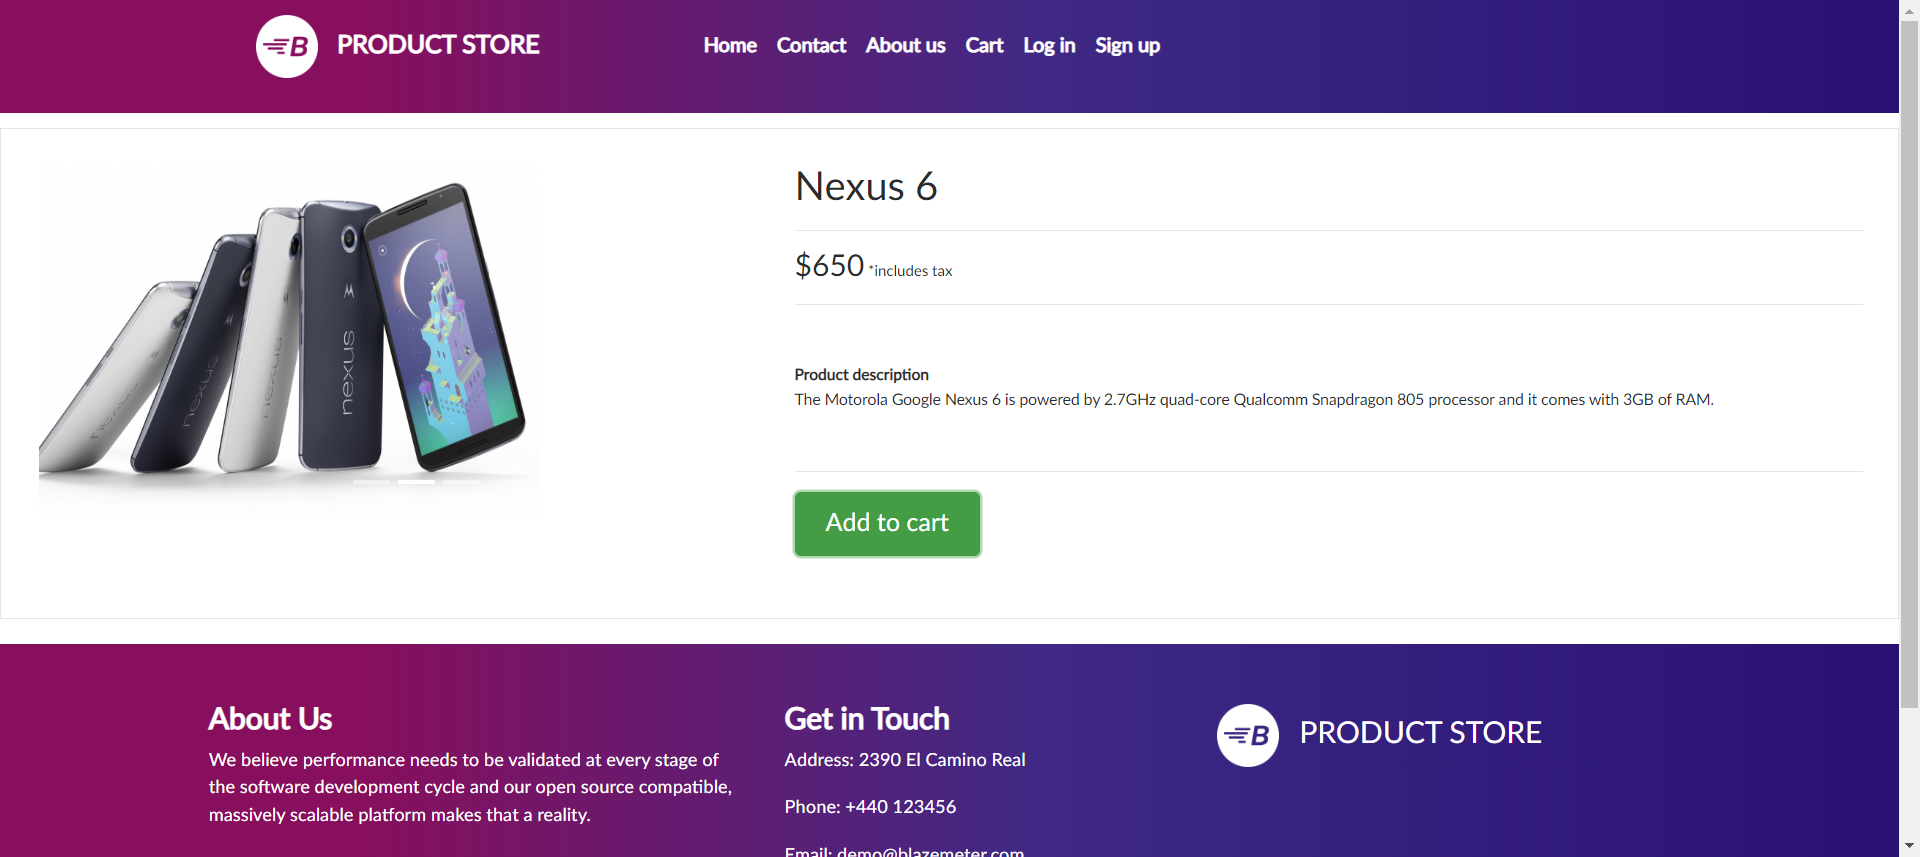 B PRODUCT STORE
Home Contact About us Cart Log in Sign up
nexus
nexus
nexus
nexus
Nexus 6
$650 *includes tax
Product description
The Motorola Google Nexus 6 is powered by 2.7GHz quad-core Qualcomm Snapdragon 805 processor and it comes with 3GB of RAM.
Add to cart
About Us
We believe performance needs to be validated at every stage of
the software development cycle and our open source compatible,
massively scalable platform makes that a reality.
Get in Touch
Address: 2390 El Camino Real
Phone: +440 123456
Email: demo@blazemeter.com
B PRODUCT STORE